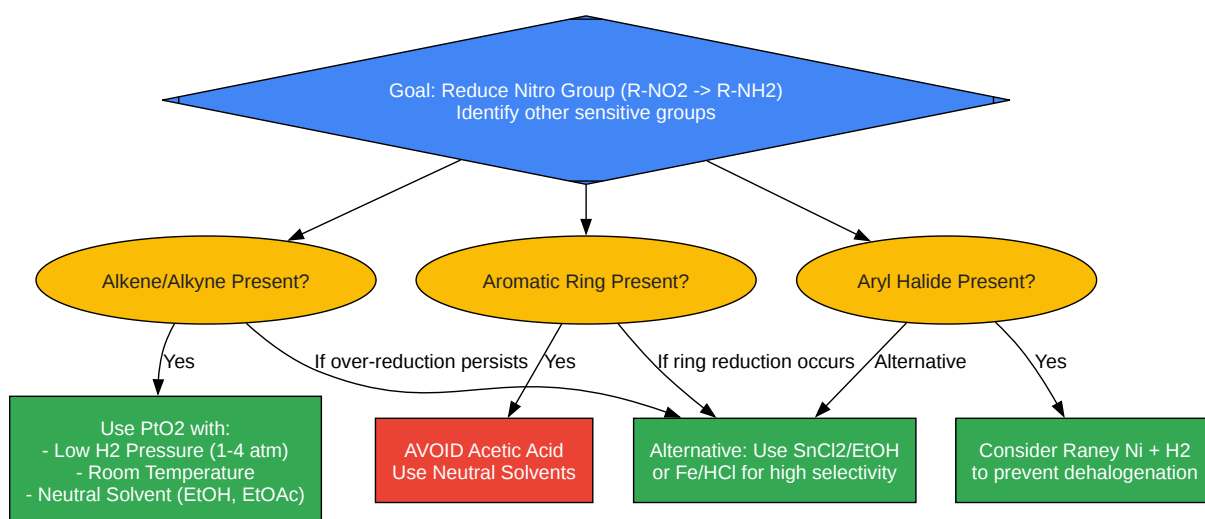 Goal: Reduce Nitro Group (R-NO2 -> R-NH2)
Identify other sensitive groups
Alkene/Alkyne Present?
Aromatic Ring Present?
Aryl Halide Present?
Yes
If over-reduction persists
Yes
If ring reduction occurs
Alternative
Yes
Use PtO2 with:
- Low H2 Pressure (1-4 atm)
- Room Temperature
- Neutral Solvent (EtOH, EtOAc)
AVOID Acetic Acid
Use Neutral Solvents
Alternative: Use SnCl2/EtOH
or Fe/HCl for high selectivity
Consider Raney Ni + H2
to prevent dehalogenation